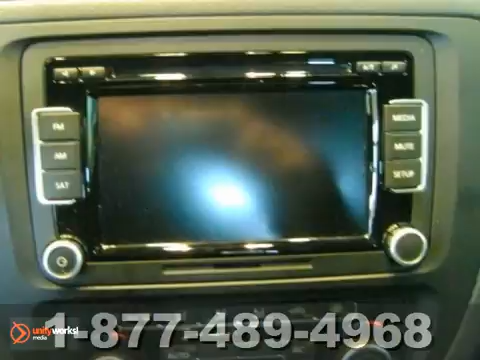 FM
MEDIA
AM
MUTE
SAT
SETUP
unityworks!
media
1-877-489-4968